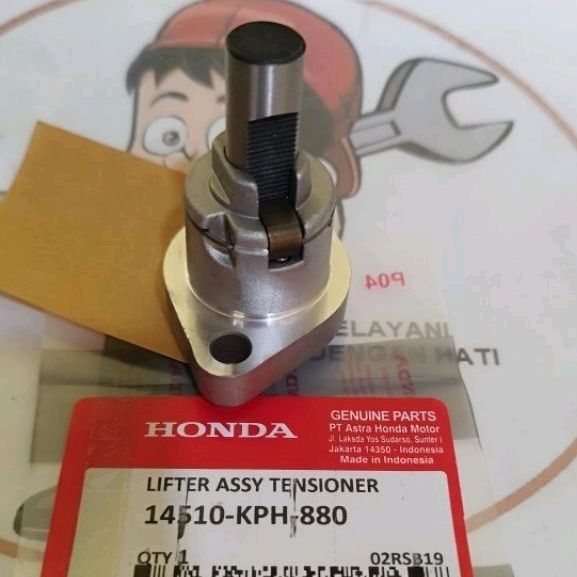 P04
ELAYANI
DENGAN HATI
HONDA
GENUINE PARTS
PT Astra Honda Motor
Jl. Laksda Yos Sudarso, Sunter I
Jakarta 14350 - Indonesia
Made in Indonesia
LIFTER ASSY TENSIONER
14510-KPH-880
QTY 1
02RSB19